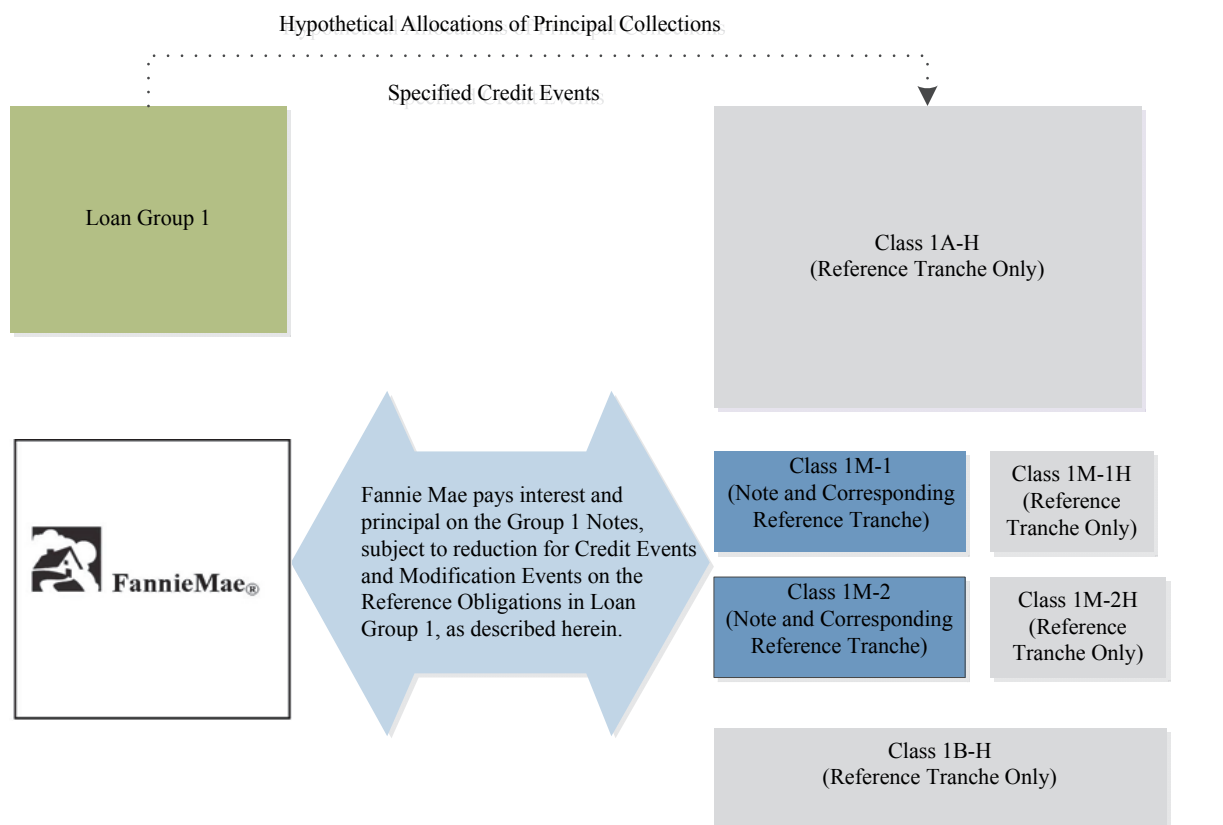 Hypothetical Allocations of Principal Collections
Specified Credit Events
Loan Group 1
Class 1A-H
(Reference Tranche Only)
FannieMae®
Fannie Mae pays interest and
principal on the Group 1 Notes,
subject to reduction for Credit Events
and Modification Events on the
Reference Obligations in Loan
Group 1, as described herein.
Class 1M-1
(Note and Corresponding
Reference Tranche)
Class 1M-1H
(Reference
Tranche Only)
Class 1M-2
(Note and Corresponding
Reference Tranche)
Class 1M-2H
(Reference
Tranche Only)
Class 1B-H
(Reference Tranche Only)